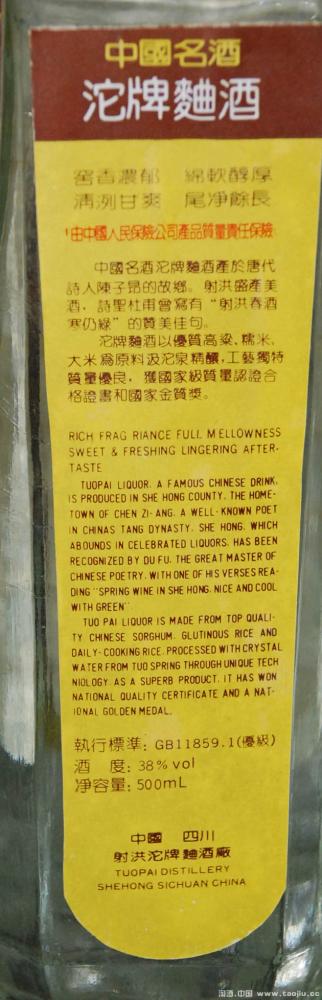 中國名酒
沱牌麯酒
窖香濃郁 綿軟醇厚
清洌甘爽 尾净餘長
由中國人民保險公司產品質量責任保險
中國名酒沱牌麯酒產於唐代
詩人陳子昂的故鄉。射洪盛產美
酒,詩聖杜甫曾寫有"射洪春酒
寒仍綠"的贊美佳句。
沱牌麯酒以優質高粱、糯米、
大米爲原料汲沱泉精釀,工藝獨特
質量優良,獲國家級質量認證合
格證書和國家金質獎。
RICH FRAG RIANCE FULL MELLOWNESS
SWEET & FRESHING LINGERING AFTER-
TASTE
TUOPAI LIQUOR, A FAMOUS CHINESE DRINK,
IS PRODUCED IN SHE HONG COUNTY, THE HOME-
TOWN OF CHEN ZI-ANG, A WELL-KNOWN POET
IN CHINAS TANG DYNASTY. SHE HONG, WHICH
ABOUNDS IN CELEBRATED LIQUORS, HAS BEEN
RECOGNIZED BY DU FU, THE GREAT MASTER OF
CHINESE POETRY, WITH ONE OF HIS VERSES REA-
DING "SPRING WINE IN SHE HONG, NICE AND COOL
WITH GREEN"
TUO PAI LIQUOR IS MADE FROM TOP QUALI-
TY CHINESE SORGHUM, GLUTINOUS RICE AND
DAILY-COOKING RICE, PROCESSED WITH CRYSTAL
WATER FROM TUO SPRING THROUGH UNIQUE TECH
NIOLOGY. AS A SUPERB PRODUCT, IT HAS WON
NATIONAL QUALITY CERTIFICATE AND A NAT-
IONAL GOLDEN MEDAL.
執行標準: GB11859.1(優級)
酒 度: 38%vol
净容量: 500mL
中國 四川
射洪沱牌麯酒廠
TUOPAI DISTILLERY
SHEHONG SICHUAN CHINA
淘酒.中国 www.taojiu.cc